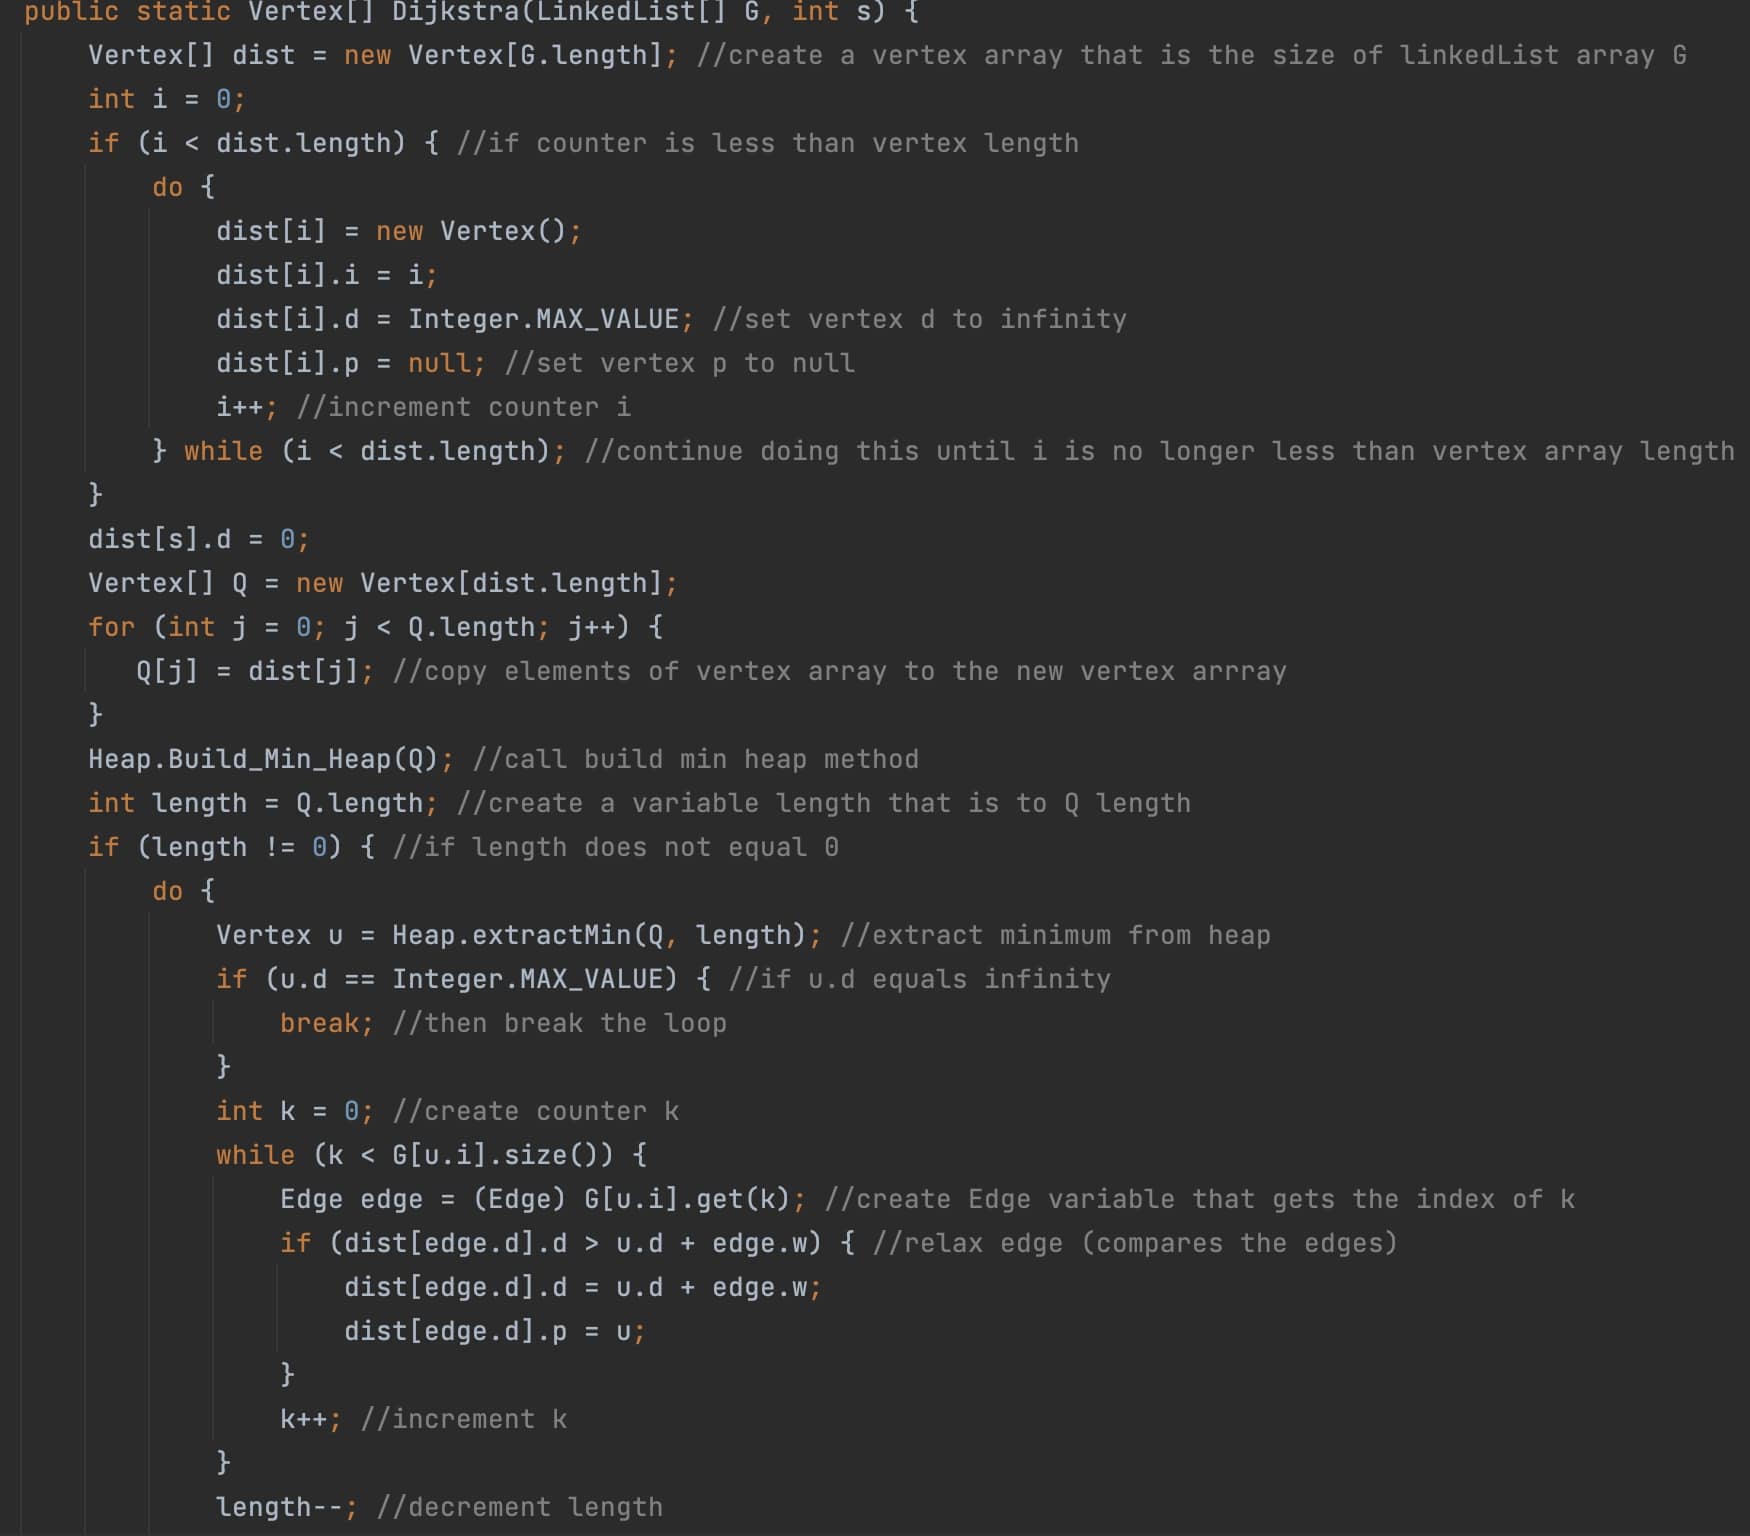 public static Vertex[] Dijkstra(LinkedList[] G, int s) {
Vertex[] dist = new Vertex[G.length]; //create a vertex array that is the size of linkedList array G
int i = 0;
if (i < dist.length) { //if counter is less than vertex length
do {
dist[i] = new Vertex();
dist[i].i = i;
dist[i].d = Integer.MAX_VALUE; //set vertex d to infinity
dist[i].p = null; //set vertex p to null
i++; //increment counter i
} while (i < dist.length); //continue doing this until i is no longer less than vertex array length
}
dist[s].d = 0;
Vertex[] Q = new Vertex[dist.length];
for (int j = 0; j < Q.length; j++) {
Q[j] = dist[j]; //copy elements of vertex array to the new vertex arrray
}
Heap.Build_Min_Heap(Q); //call build min heap method
int length = Q.length; //create a variable length that is to Q length
if (length != 0) { //if length does not equal 0
do {
Vertex u = Heap.extractMin(Q, length); //extract minimum from heap
if (u.d == Integer.MAX_VALUE) { //if u.d equals infinity
break; //then break the loop
}
int k = 0; //create counter k
while (k < G[u.i].size()) {
Edge edge = (Edge) G[u.i].get(k); //create Edge variable that gets the index of k
if (dist[edge.d].d > u.d + edge.w) { //relax edge (compares the edges)
dist[edge.d].d = u.d + edge.w;
dist[edge.d].p = u;
}
k++; //increment k
}
length--; //decrement length